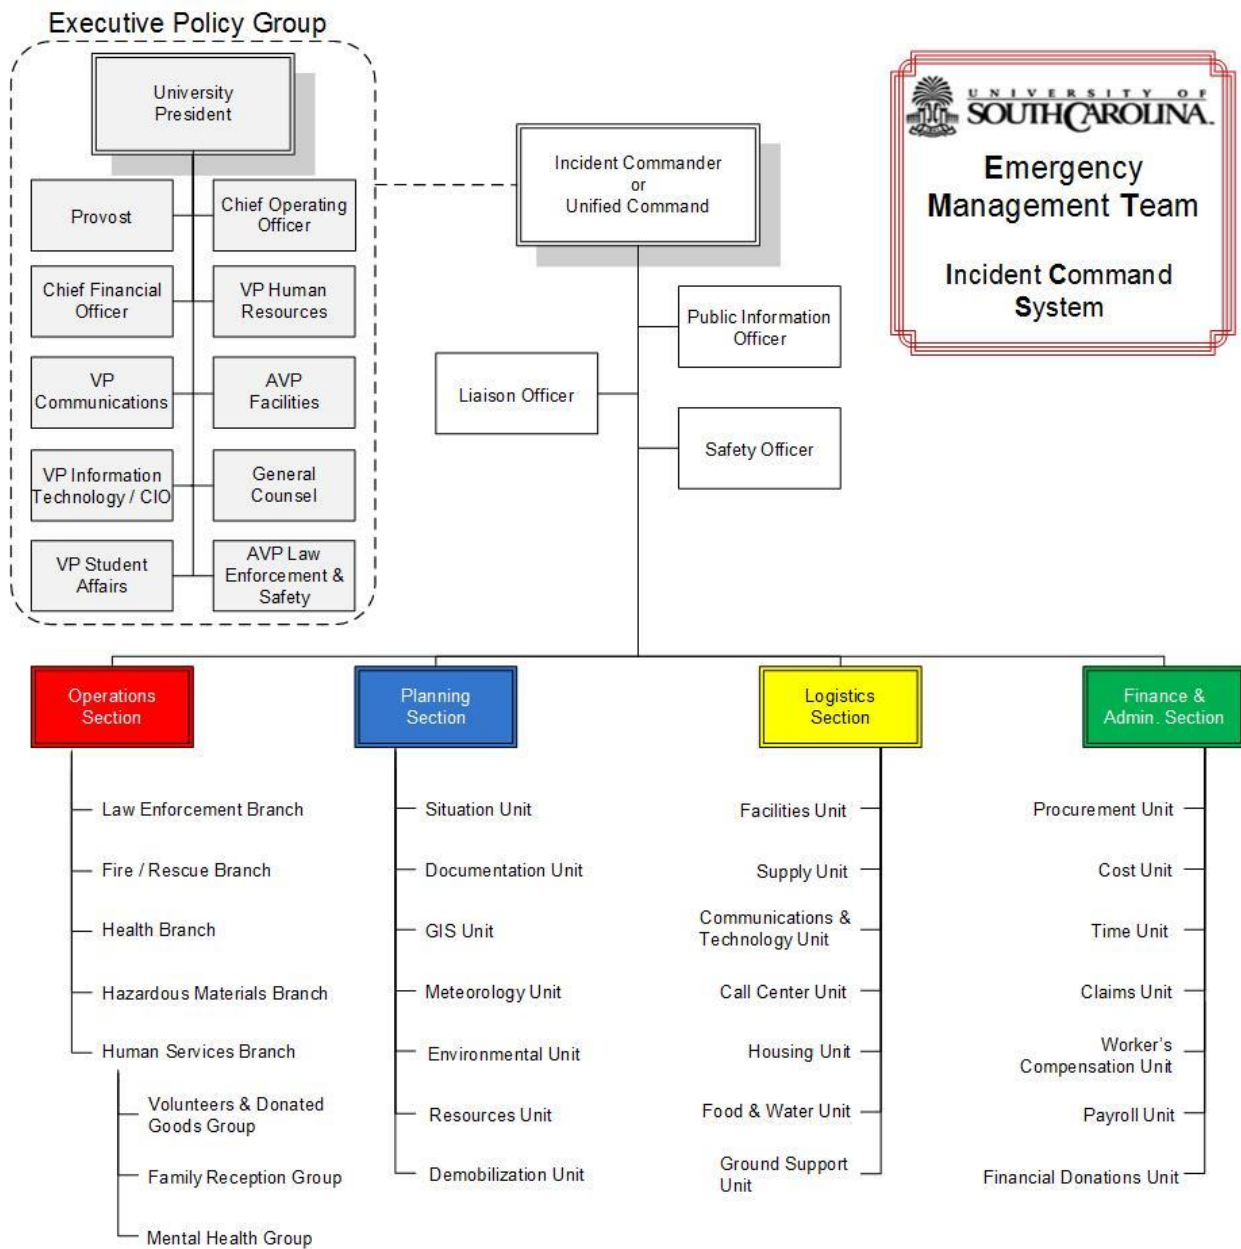 Executive Policy Group
University
President
Provost
Chief Operating
Officer
Chief Financial
Officer
VP Human
Resources
VP
Communications
AVP
Facilities
VP Information
Technology / CIO
General
Counsel
VP Student
Affairs
AVP Law
Enforcement &
Safety
Incident Commander
or
Unified Command
Public Information
Officer
Liaison Officer
Safety Officer
UNIVERSITY OF
SOUTH CAROLINA.
Emergency
Management Team
Incident Command
System
Operations
Section
Law Enforcement Branch
Fire / Rescue Branch
Health Branch
Hazardous Materials Branch
Human Services Branch
Volunteers & Donated
Goods Group
Family Reception Group
Mental Health Group
Planning
Section
Situation Unit
Documentation Unit
GIS Unit
Meteorology Unit
Environmental Unit
Resources Unit
Demobilization Unit
Logistics
Section
Facilities Unit
Supply Unit
Communications &
Technology Unit
Call Center Unit
Housing Unit
Food & Water Unit
Ground Support
Unit
Finance &
Admin. Section
Procurement Unit
Cost Unit
Time Unit
Claims Unit
Worker's
Compensation Unit
Payroll Unit
Financial Donations Unit